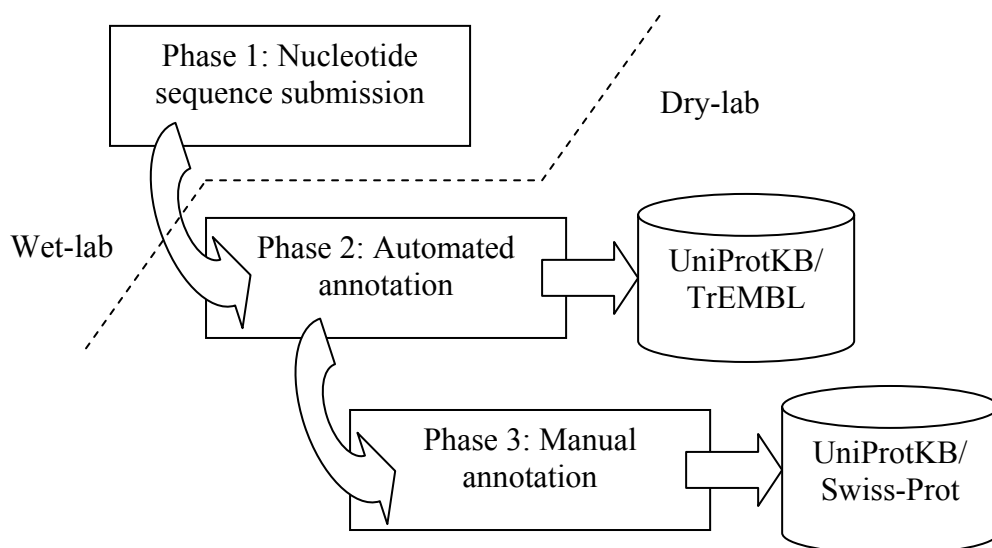 Phase 1: Nucleotide
sequence submission
Dry-lab
Wet-lab
Phase 2: Automated
annotation
UniProtKB/
TrEMBL
Phase 3: Manual
annotation
UniProtKB/
Swiss-Prot